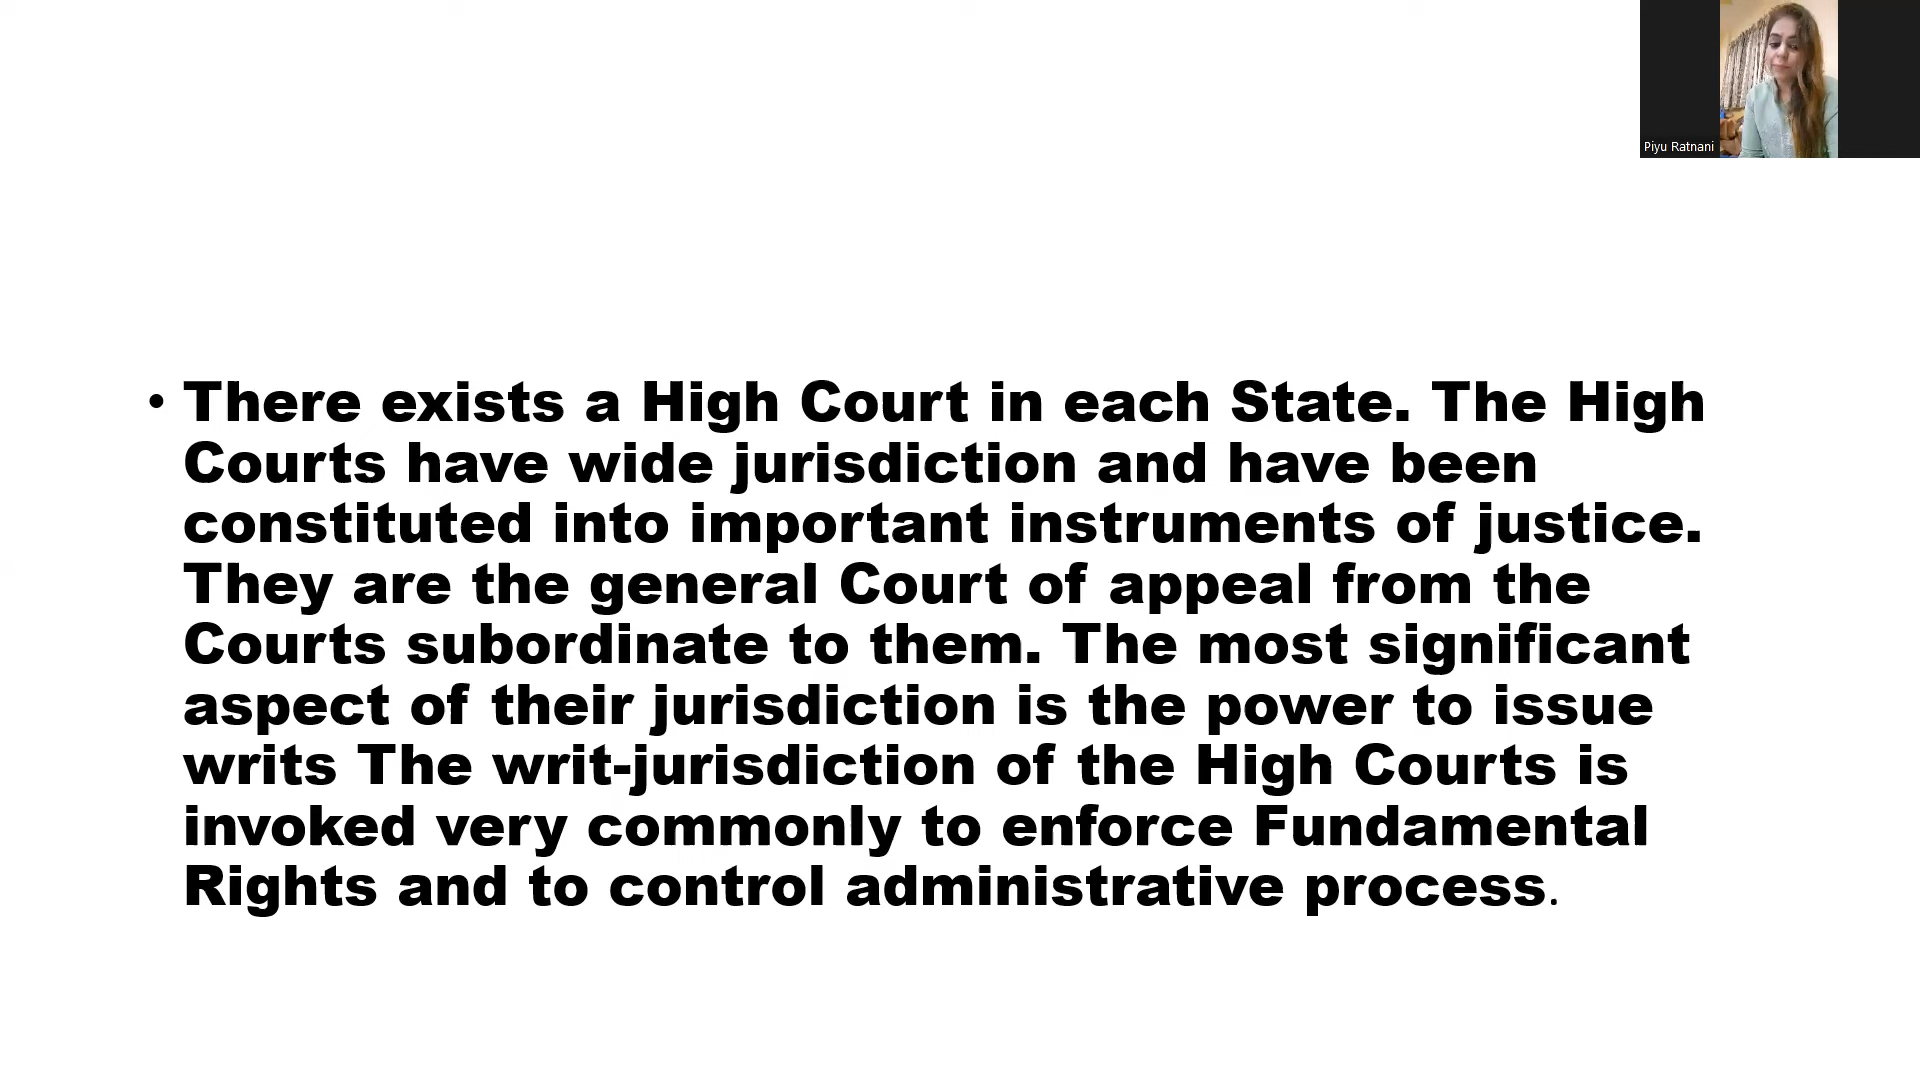 Piyu Ratnani
• There exists a High Court in each State. The High
Courts have wide jurisdiction and have been
constituted into important instruments of justice.
They are the general Court of appeal from the
Courts subordinate to them. The most significant
aspect of their jurisdiction is the power to issue
writs The writ-jurisdiction of the High Courts is
invoked very commonly to enforce Fundamental
Rights and to control administrative process.